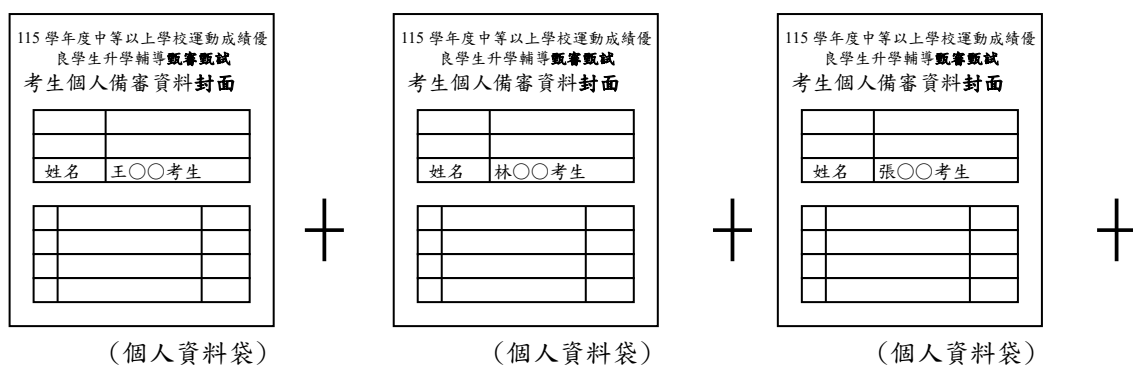 115 學年度中等以上學校運動成績優
良學生升學輔導甄審甄試
考生個人備審資料封面
姓名 王○○考生
(個人資料袋)
+
115 學年度中等以上學校運動成績優
良學生升學輔導甄審甄試
考生個人備審資料封面
姓名 林○○考生
(個人資料袋)
+
115 學年度中等以上學校運動成績優
良學生升學輔導甄審甄試
考生個人備審資料封面
姓名 張○○考生
(個人資料袋)
+